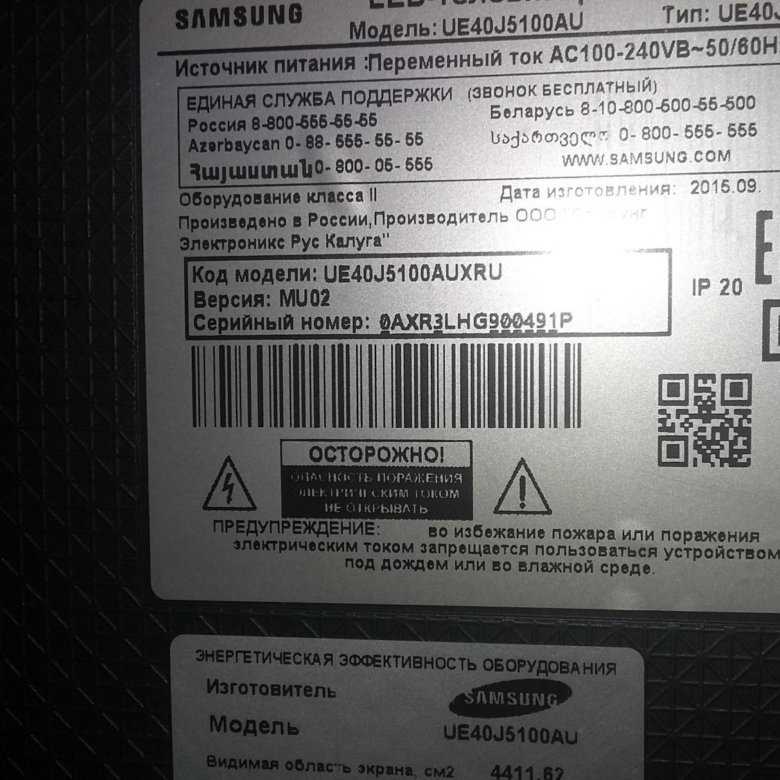 SAMSUNG
Модель: UE40J5100AU
Тип: UE40J
Источник питания :Переменный ток AC100-240VB~50/60H
ЕДИНАЯ СЛУЖБА ПОДДЕРЖКИ (ЗВОНОК БЕСПЛАТНЫЙ)
Россия 8-800-555-55-55
Беларусь 8-10-800-500-55-500
Azerbaycan 0- 88- 555- 55- 55
საქართველო 0- 800- 555- 555
Հայաստան 0- 800- 05- 555
WWW.SAMSUNG.COM
Оборудование класса II
Дата изготовления: 2015.09.
Произведено в России,Производитель ООО
Электроникс Рус Калуга"
Код модели: UE40J5100AUXRU
Версия: MU02
Серийный номер: 0AXR3LHG900491P
IP 20
ОСТОРОЖНО!
ОПАСНОСТЬ ПОРАЖЕНИЯ
ЭЛЕКТРИЧЕСКИМ ТОКОМ
НЕ ОТКРЫВАТЬ
ПРЕДУПРЕЖДЕНИЕ: во избежание пожара или поражения
электрическим током запрещается пользоваться устройством
под дождем или во влажной среде.
ЭНЕРГЕТИЧЕСКАЯ ЭФФЕКТИВНОСТЬ ОБОРУДОВАНИЯ
Изготовитель SAMSUNG
Модель UE40J5100AU
Видимая область экрана, см2 4411.62